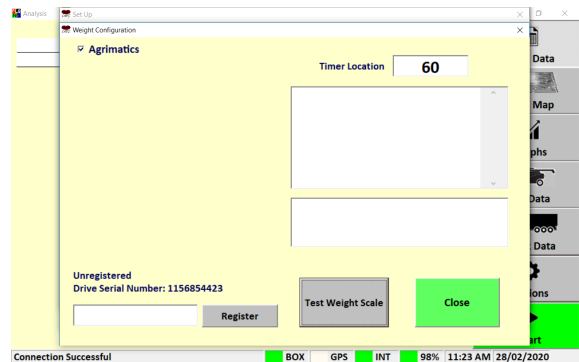 Analysis
Set Up
Weight Configuration
Agrimatics
Timer Location 60
Data
Map
phs
Data
Data
Unregistered
Drive Serial Number: 1156854423
Register
Test Weight Scale
Close
ions
art
Connection Successful BOX GPS INT 98% 11:23 AM 28/02/2020